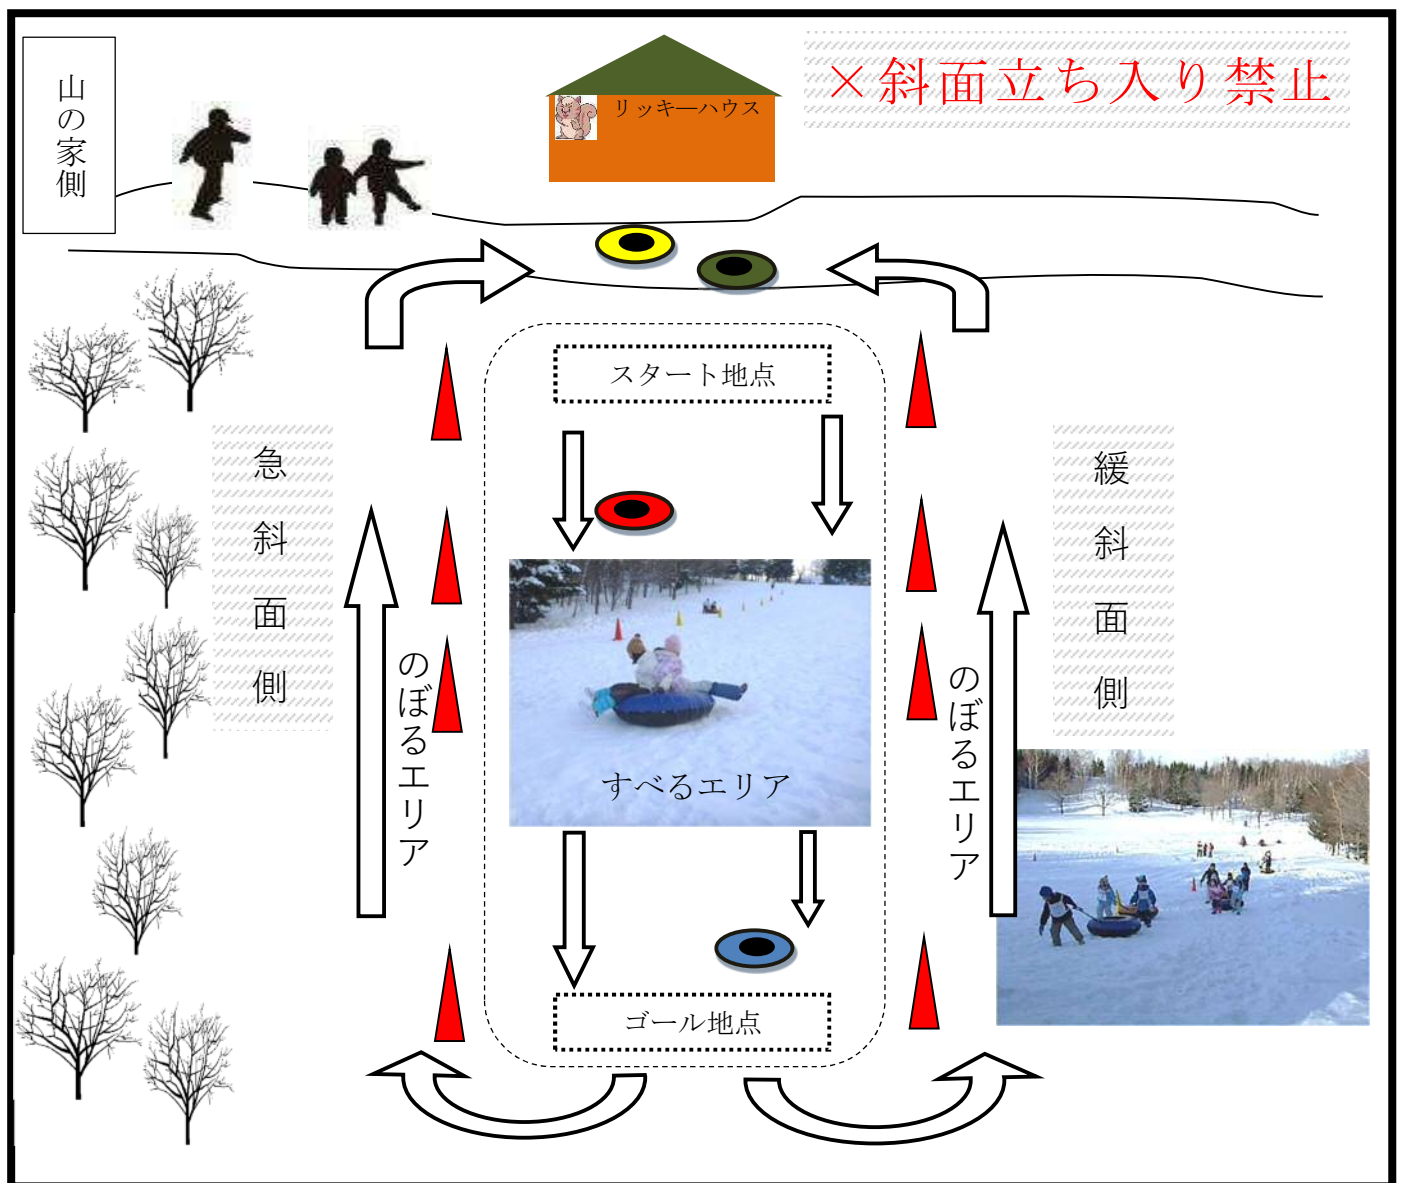 山の家側
リッキーハウス
×斜面立ち入り禁止
スタート地点
急斜面側
緩斜面側
のぼるエリア
のぼるエリア
すべるエリア
ゴール地点